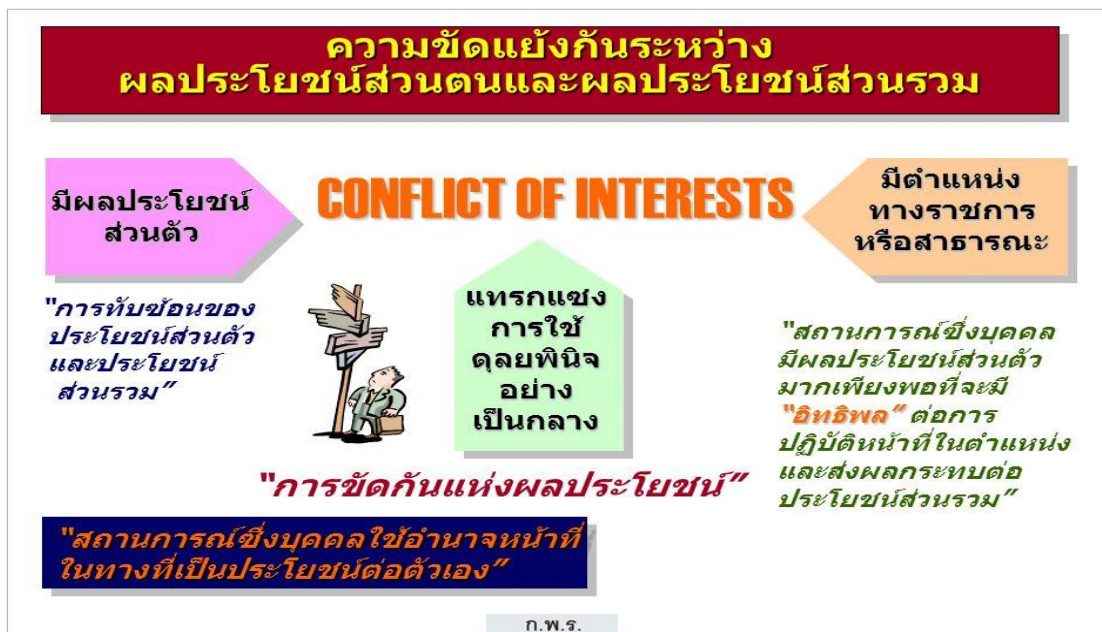 ความขัดแย้งกันระหว่าง
ผลประโยชน์ส่วนตนและผลประโยชน์ส่วนรวม
มีผลประโยชน์
ส่วนตัว
CONFLICT OF INTERESTS
มีตำแหน่ง
ทางราชการ
หรือสาธารณะ
"การทับซ้อนของ
ประโยชน์ส่วนตัว
และประโยชน์
ส่วนรวม"
แทรกแซง
การใช้
ดุลยพินิจ
อย่าง
เป็นกลาง
"สถานการณ์ซึ่งบุคคล
มีผลประโยชน์ส่วนตัว
มากเพียงพอที่จะมี
"อิทธิพล" ต่อการ
ปฏิบัติหน้าที่ในตำแหน่ง
และส่งผลกระทบต่อ
ประโยชน์ส่วนรวม"
"การขัดกันแห่งผลประโยชน์"
"สถานการณ์ซึ่งบุคคลใช้อำนาจหน้าที่
ในทางที่เป็นประโยชน์ต่อตัวเอง"
ก.พ.ร.